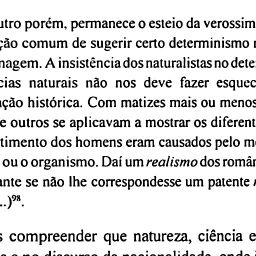 utro porém, permanece o esteio da verossim
ção comum de sugerir certo determinismo
nagem. A insistência dos naturalistas no dete
cias naturais não nos deve fazer esquec
ação histórica. Com matizes mais ou menos
e outros se aplicavam a mostrar os diferent
timento dos homens eram causados pelo m
ou o organismo. Daí um realismo dos român
ante se não lhe correspondesse um patente
..)⁹⁸.
s compreender que natureza, ciência e